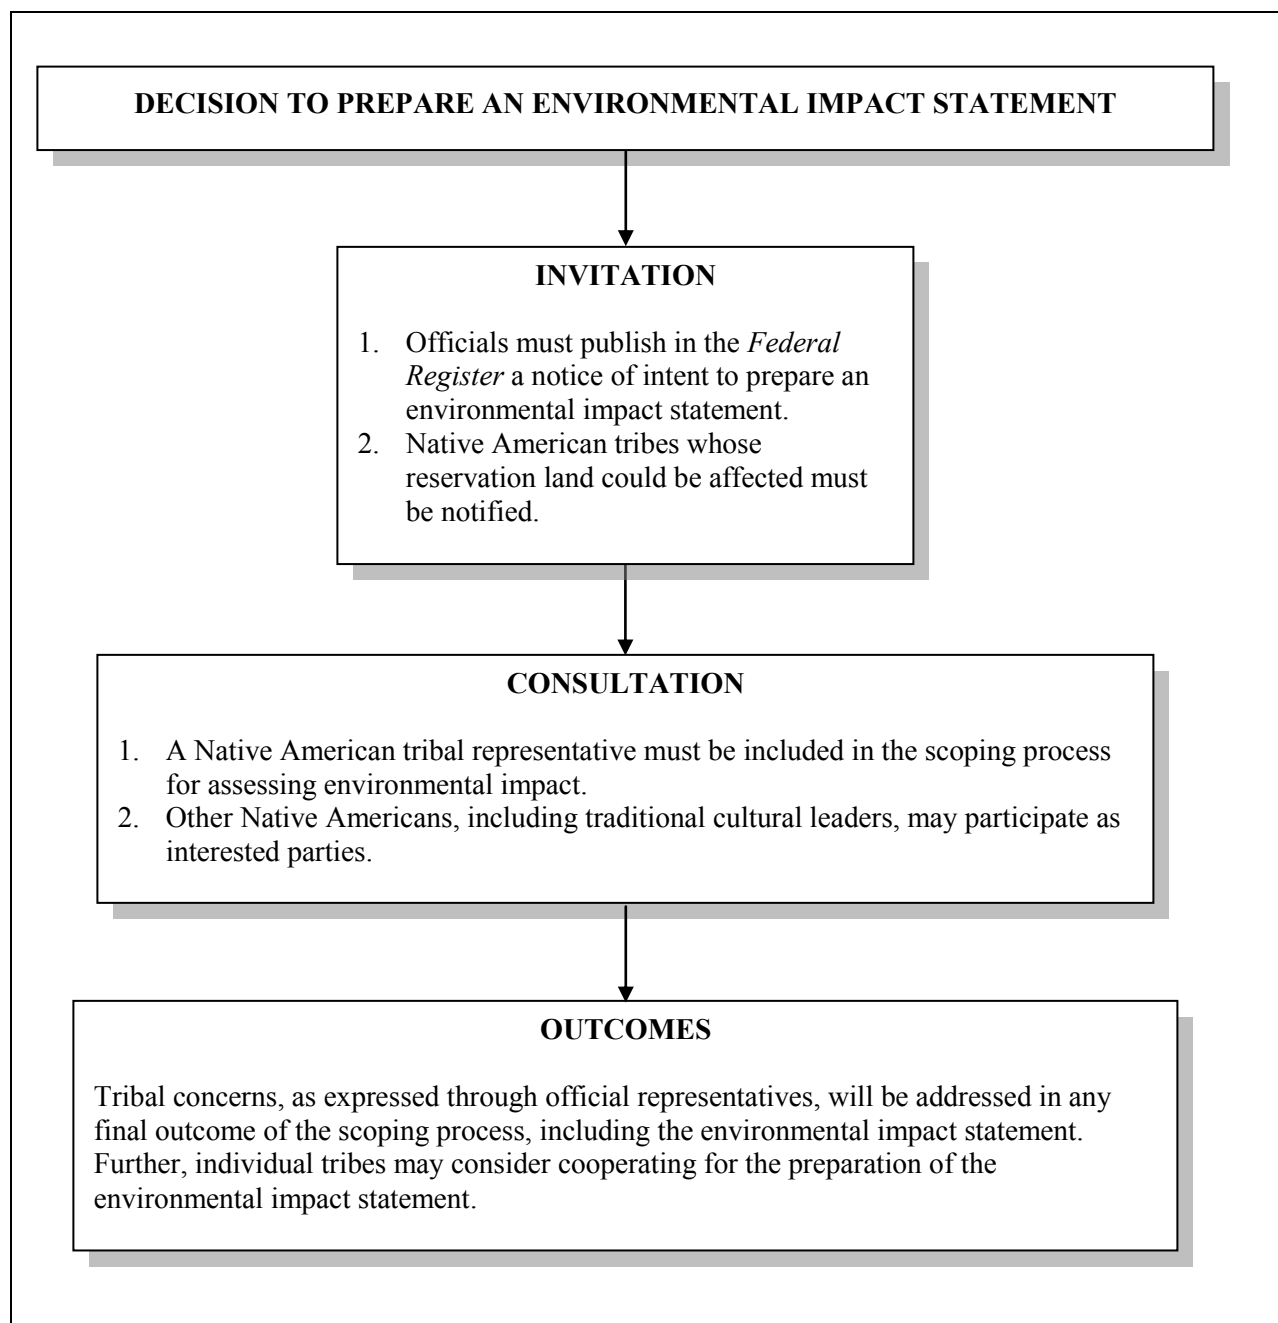 DECISION TO PREPARE AN ENVIRONMENTAL IMPACT STATEMENT
INVITATION
1. Officials must publish in the Federal
Register a notice of intent to prepare an
environmental impact statement.
2. Native American tribes whose
reservation land could be affected must
be notified.
CONSULTATION
1. A Native American tribal representative must be included in the scoping process
for assessing environmental impact.
2. Other Native Americans, including traditional cultural leaders, may participate as
interested parties.
OUTCOMES
Tribal concerns, as expressed through official representatives, will be addressed in any
final outcome of the scoping process, including the environmental impact statement.
Further, individual tribes may consider cooperating for the preparation of the
environmental impact statement.